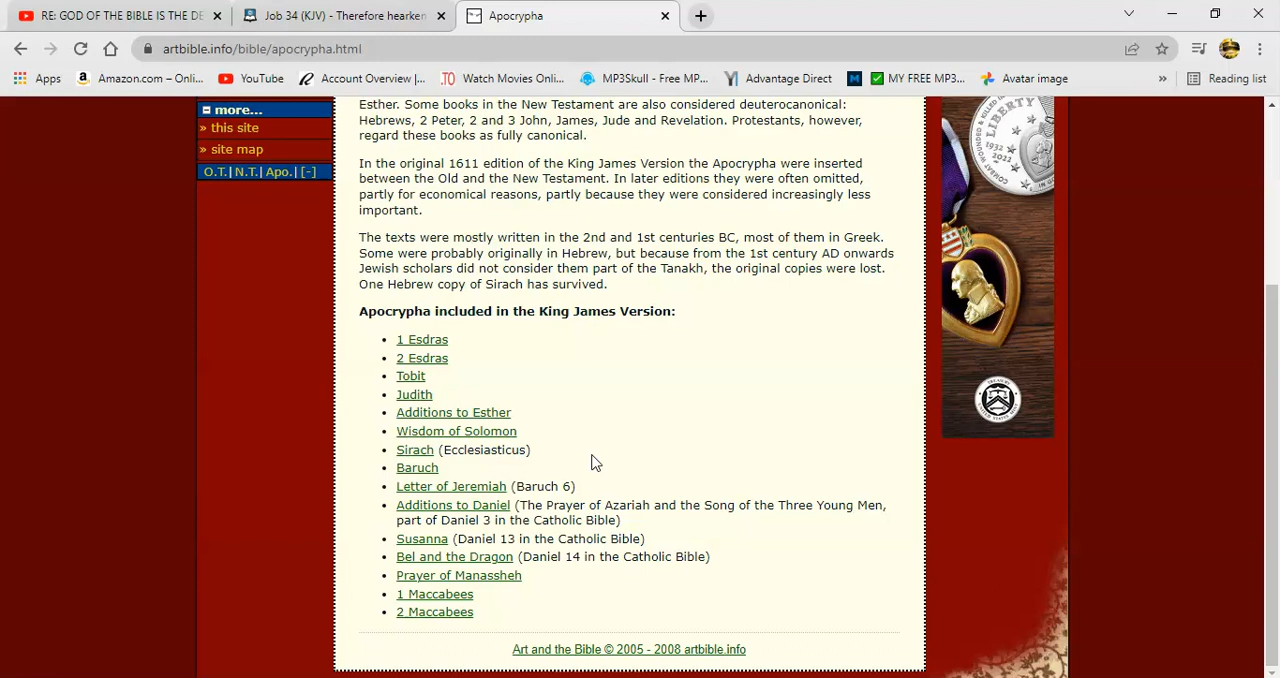 RE: GOD OF THE BIBLE IS THE DE
Job 34 (KJV) - Therefore hearken
Apocrypha
artbible.info/bible/apocrypha.html
Apps
Amazon.com – Onli...
YouTube
Account Overview |...
TO Watch Movies Onl...
MP3Skull - Free MP...
Advantage Direct
M
MY FREE MP3...
Avatar image
»
Reading list
more...
» this site
» site map
O.T.| N.T.| Apo.| [-]
Esther. Some books in the New Testament are also considered deuterocanonical:
Hebrews, 2 Peter, 2 and 3 John, James, Jude and Revelation. Protestants, however,
regard these books as fully canonical.
In the original 1611 edition of the King James Version the Apocrypha were inserted
between the Old and the New Testament. In later editions they were often omitted,
partly for economical reasons, partly because they were considered increasingly less
important.
The texts were mostly written in the 2nd and 1st centuries BC, most of them in Greek.
Some were probably originally in Hebrew, but because from the 1st century AD onwards
Jewish scholars did not consider them part of the Tanakh, the original copies were lost.
One Hebrew copy of Sirach has survived.
Apocrypha included in the King James Version:
• 1 Esdras
• 2 Esdras
• Tobit
• Judith
• Additions to Esther
• Wisdom of Solomon
• Sirach (Ecclesiasticus)
• Baruch
• Letter of Jeremiah (Baruch 6)
• Additions to Daniel (The Prayer of Azariah and the Song of the Three Young Men,
part of Daniel 3 in the Catholic Bible)
• Susanna (Daniel 13 in the Catholic Bible)
• Bel and the Dragon (Daniel 14 in the Catholic Bible)
• Prayer of Manassheh
• 1 Maccabees
• 2 Maccabees
Art and the Bible © 2005 - 2008 artbible.info
LIBERTY
1932
2022